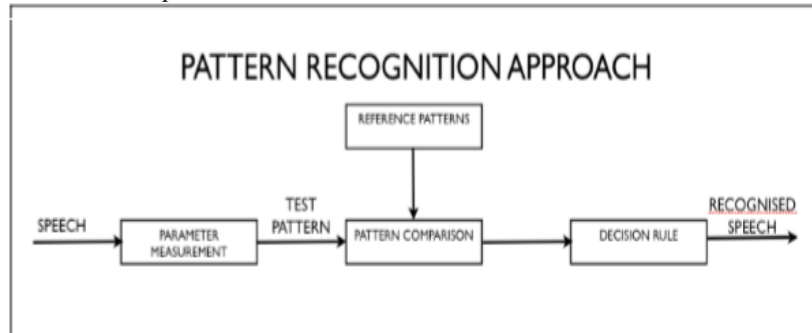 PATTERN RECOGNITION APPROACH
REFERENCE PATTERNS
SPEECH
PARAMETER
MEASUREMENT
TEST
PATTERN
PATTERN COMPARISON
DECISION RULE
RECOGNISED
SPEECH